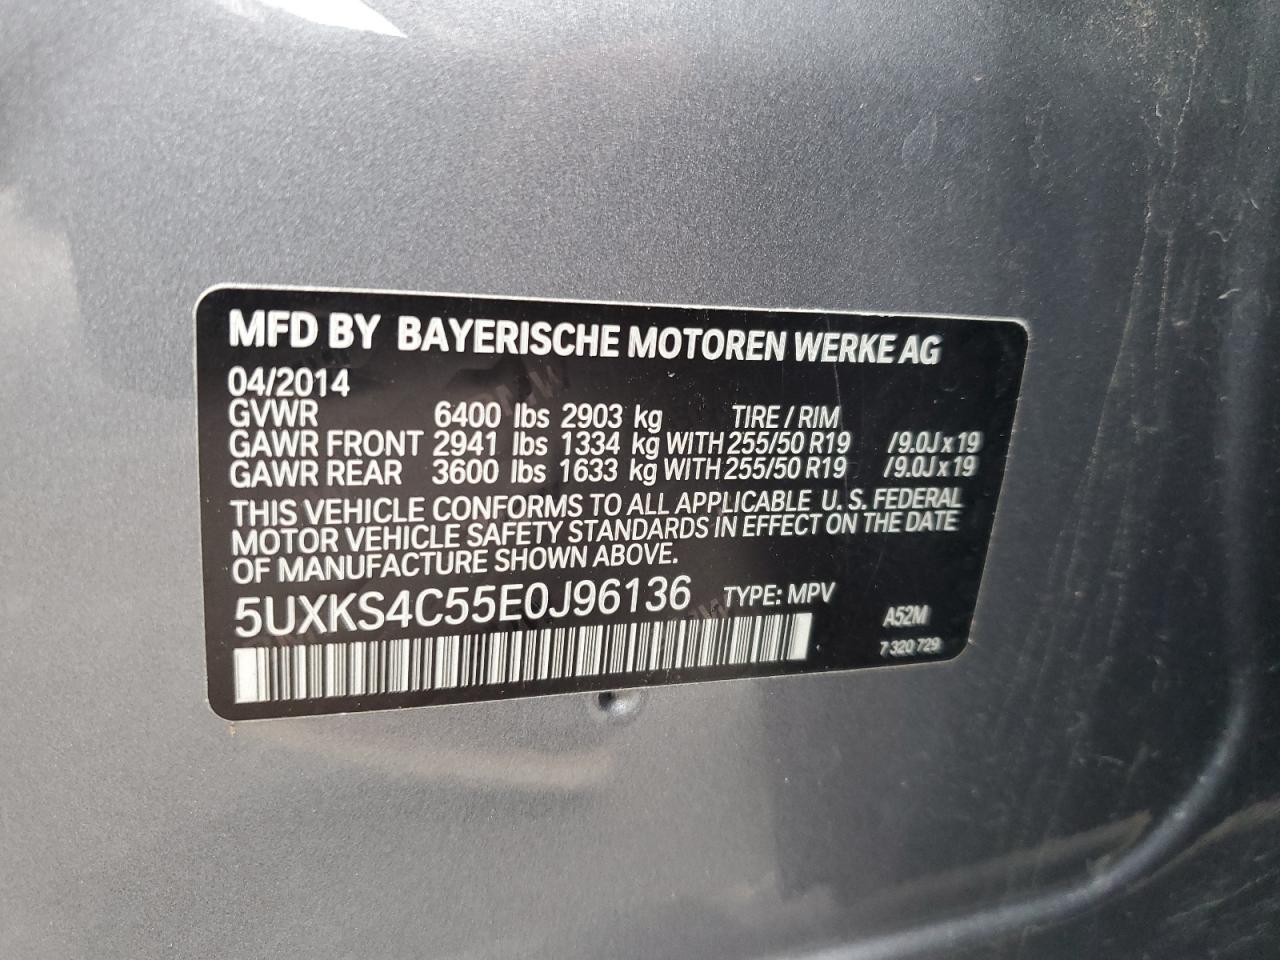 MFD BY BAYERISCHE MOTOREN WERKE AG
04/2014
GVWR 6400 lbs 2903 kg TIRE / RIM
GAWR FRONT 2941 lbs 1334 kg WITH 255/50 R19 /9.0J x 19
GAWR REAR 3600 lbs 1633 kg WITH 255/50 R19 /9.0J x 19
THIS VEHICLE CONFORMS TO ALL APPLICABLE U. S. FEDERAL
MOTOR VEHICLE SAFETY STANDARDS IN EFFECT ON THE DATE
OF MANUFACTURE SHOWN ABOVE.
5UXKS4C55E0J96136 TYPE: MPV
A52M
7 320 729